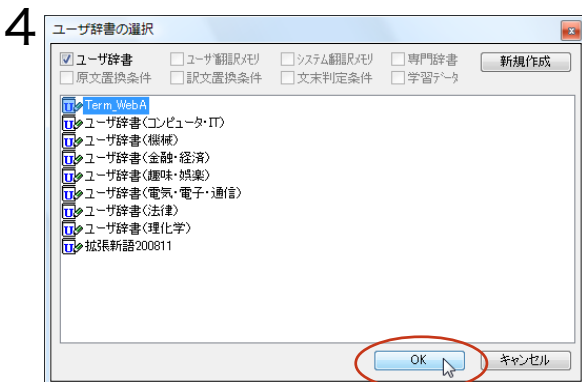 4
ユーザ辞書の選択
ユーザ辞書 ユーザ翻訳メモリ システム翻訳メモリ 専門辞書 新規作成
原文置換条件 訳文置換条件 文末判定条件 学習データ
Term_WebA
ユーザ辞書(コンピュータ・IT)
ユーザ辞書(機械)
ユーザ辞書(金融・経済)
ユーザ辞書(趣味・娯楽)
ユーザ辞書(電気・電子・通信)
ユーザ辞書(法律)
ユーザ辞書(理化学)
拡張新語200811
OK キャンセル